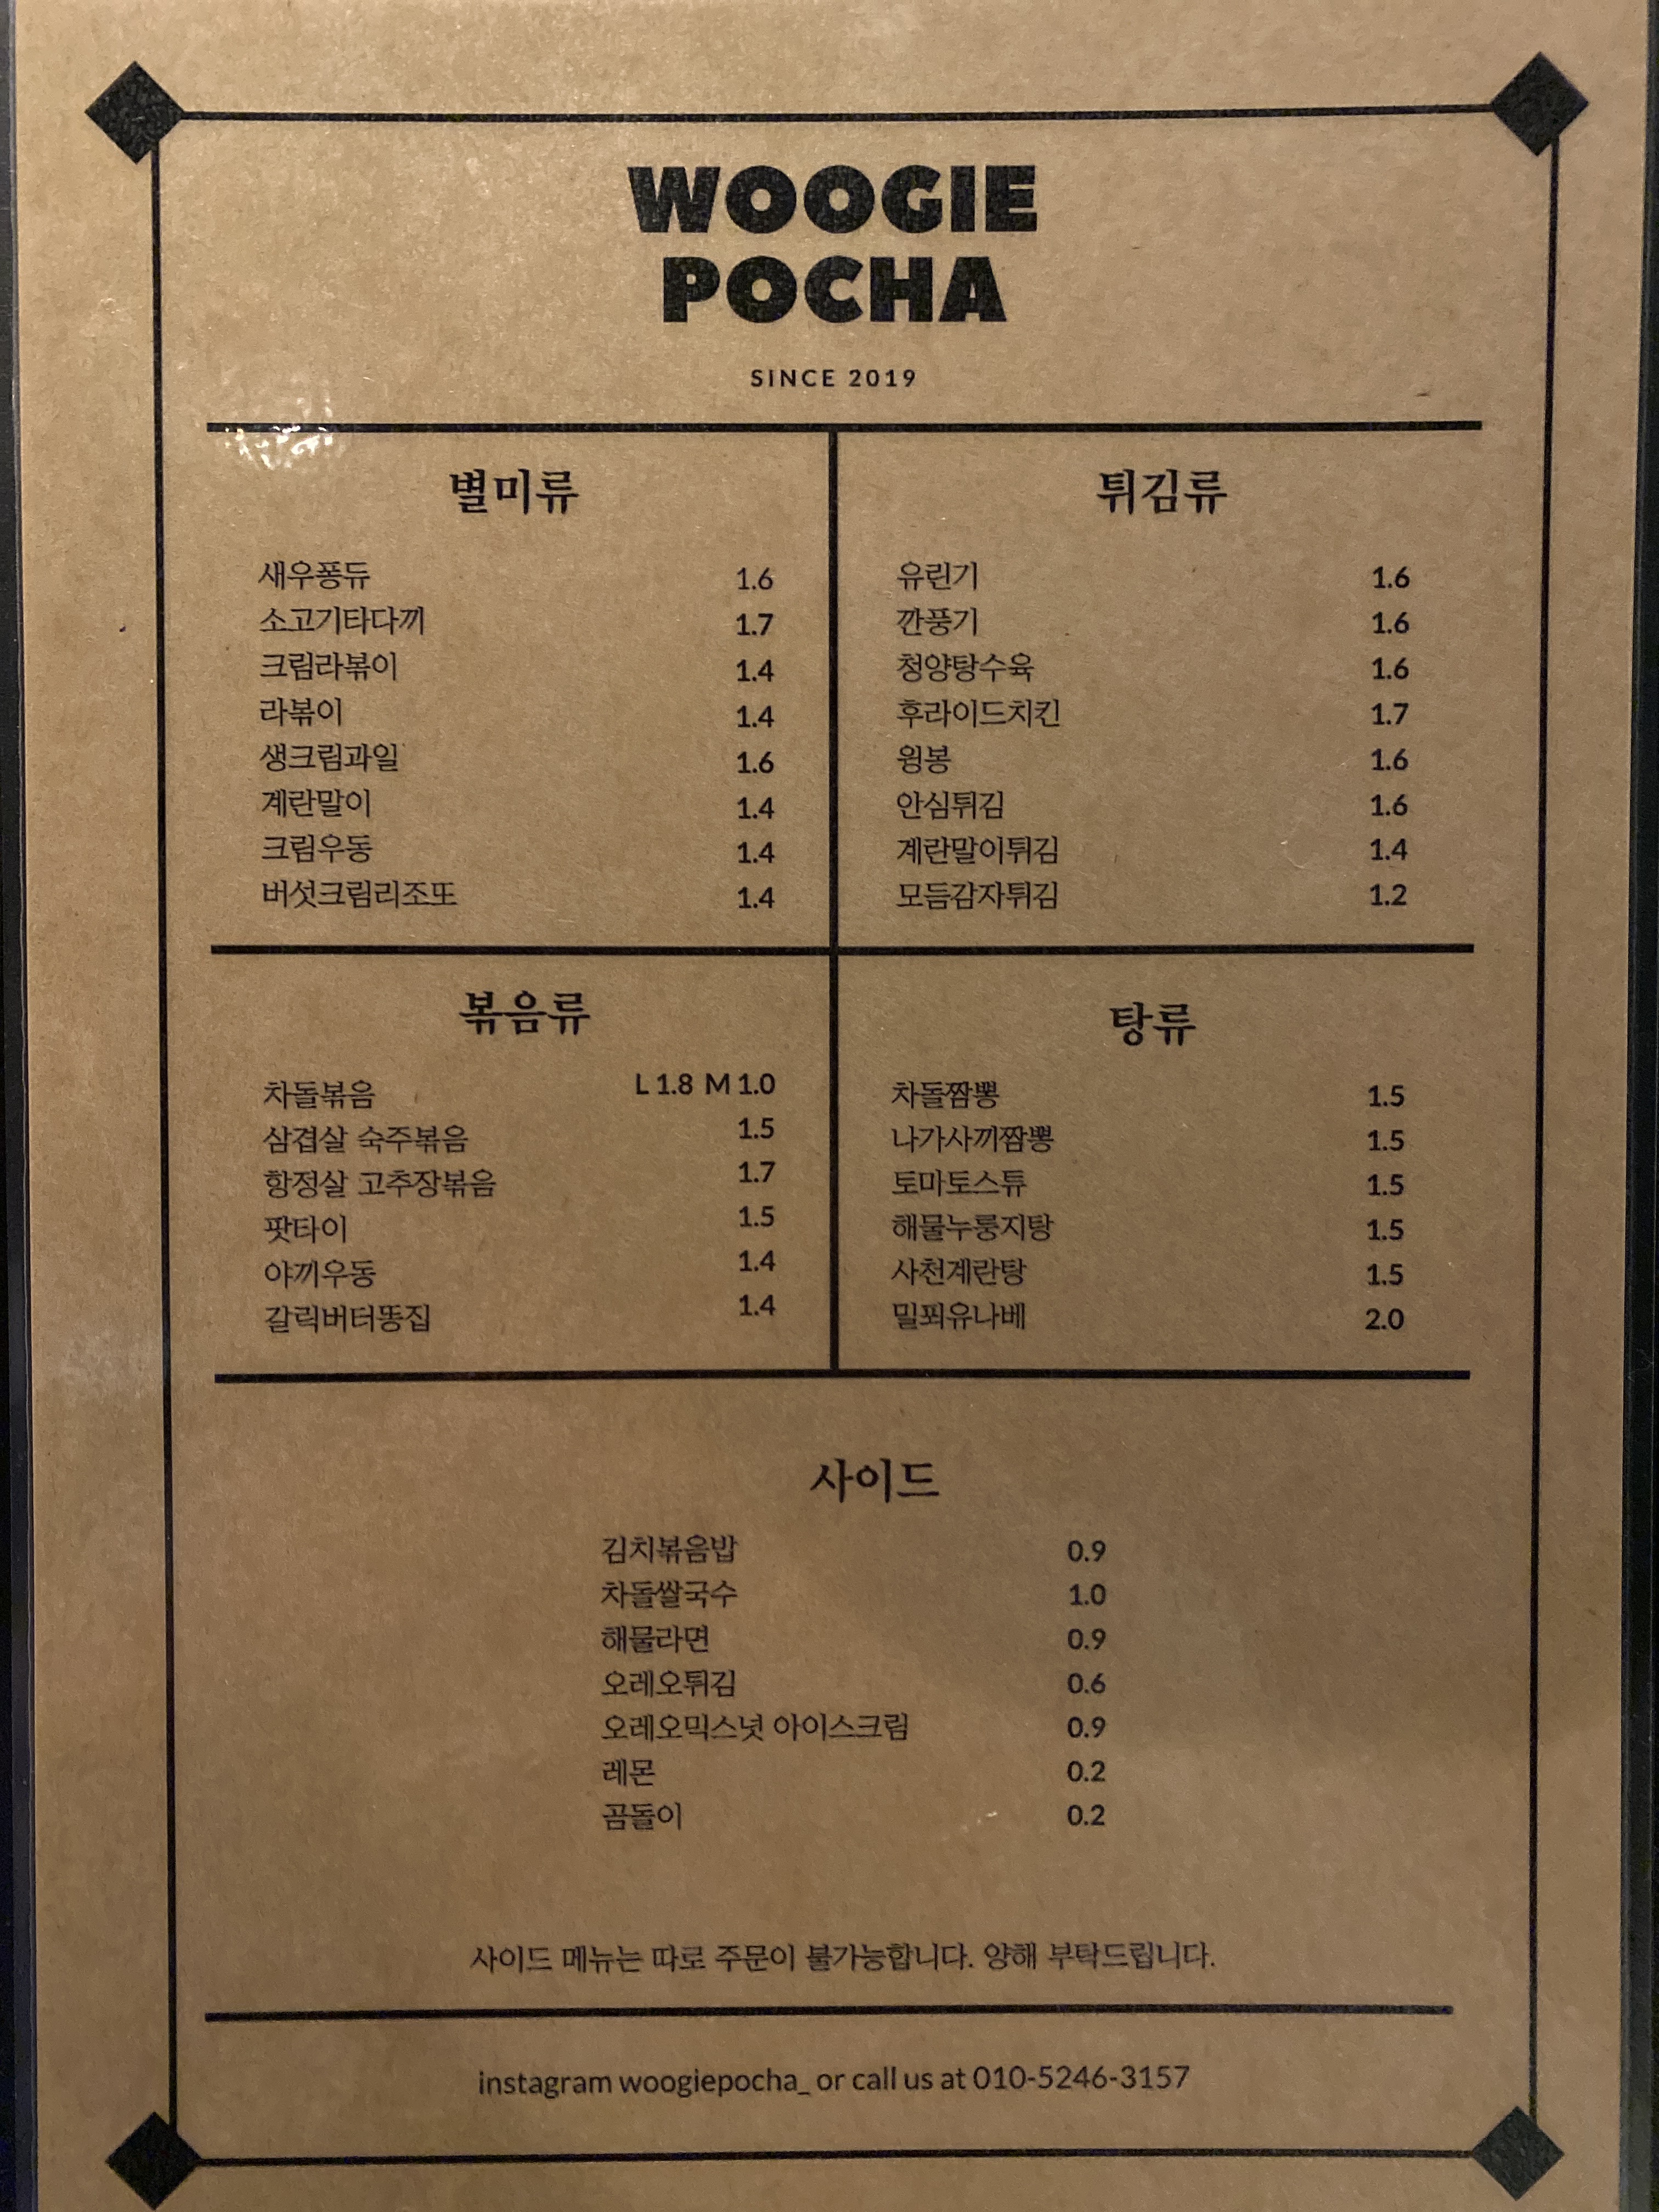 WOOGIE
POCHA
SINCE 2019
별미류
새우퐁듀 1.6
소고기타다끼 1.7
크림라볶이 1.4
라볶이 1.4
생크림과일 1.6
계란말이 1.4
크림우동 1.4
버섯크림리조또 1.4
튀김류
유린기 1.6
깐풍기 1.6
청양탕수육 1.6
후라이드치킨 1.7
윙봉 1.6
안심튀김 1.6
계란말이튀김 1.4
모듬감자튀김 1.2
볶음류
차돌볶음 L 1.8 M 1.0
삼겹살 숙주볶음 1.5
항정살 고추장볶음 1.7
팟타이 1.5
야끼우동 1.4
갈릭버터똥집 1.4
탕류
차돌짬뽕 1.5
나가사끼짬뽕 1.5
토마토스튜 1.5
해물누룽지탕 1.5
사천계란탕 1.5
밀푀유나베 2.0
사이드
김치볶음밥 0.9
차돌쌀국수 1.0
해물라면 0.9
오레오튀김 0.6
오레오믹스넛 아이스크림 0.9
레몬 0.2
곰돌이 0.2
사이드 메뉴는 따로 주문이 불가능합니다. 양해 부탁드립니다.
instagram woogiepocha_ or call us at 010-5246-3157